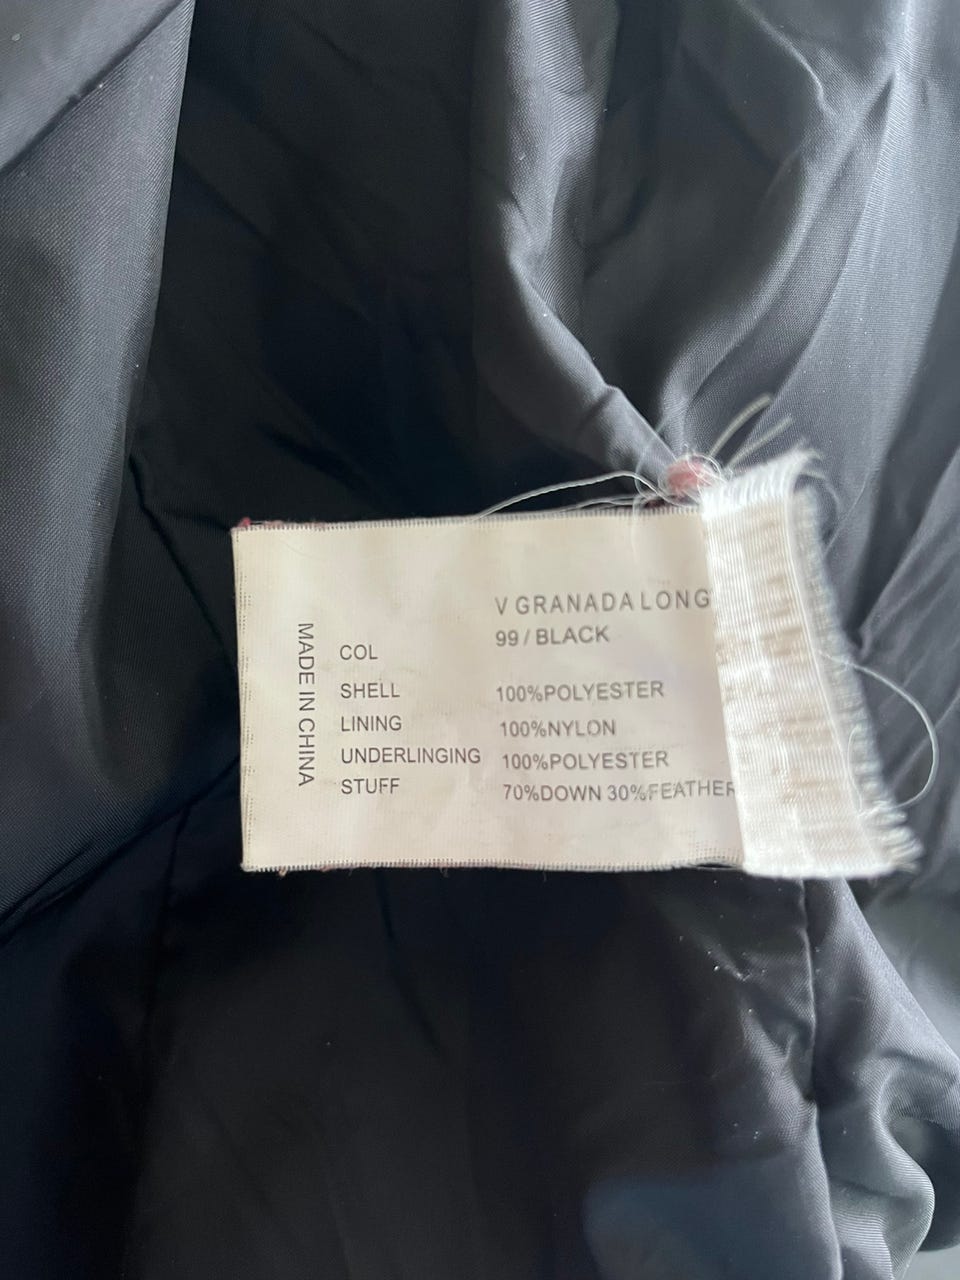 V GRANADA LONG
COL 99 / BLACK
SHELL 100%POLYESTER
LINING 100%NYLON
UNDERLINGING 100%POLYESTER
STUFF 70%DOWN 30%FEATHER
MADE IN CHINA